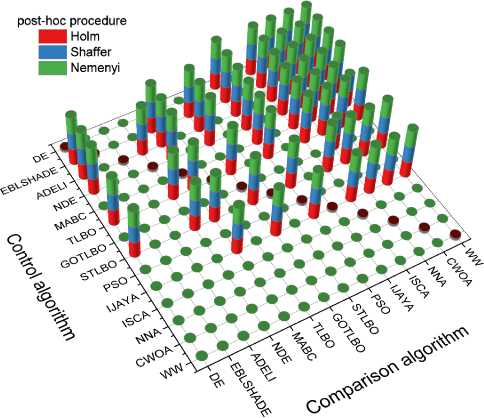 post-hoc procedure
Holm
Shaffer
Nemenyi
DE
EBLSHADE
ADELI
NDE
MABC
TLBO
GOTLBO
STLBO
PSO
IJAYA
ISCA
NNA
CWOA
WW
Control algorithm
DE
EBLSHADE
ADELI
NDE
MABC
TLBO
GOTLBO
STLBO
PSO
IJAYA
ISCA
NNA
CWOA
WW
Comparison algorithm